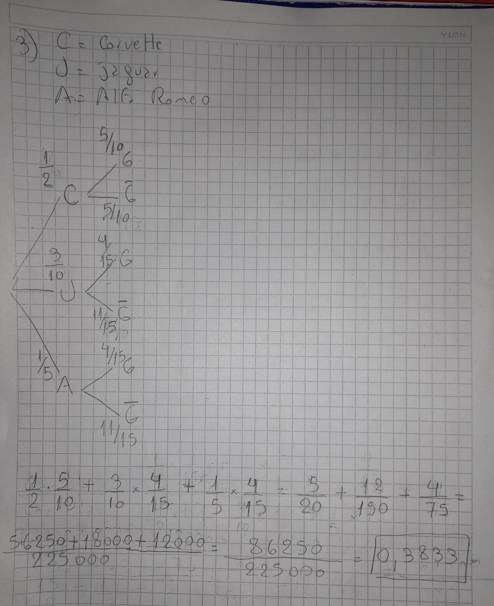 NOTA
3) C = Corvette
J = Jaguar
A = Alfa Romeo
5/10 G
1/2 C
G̅
5/10
4/15 G
3/10 J
G̅
11/15
4/15 G
1/5 A
G̅
11/15
1/2 · 5/10 + 3/10 × 4/15 + 1/5 × 4/15 = 5/20 + 12/150 + 4/75 =
56250+18000+12000/225000 = 86250/225000 = 0,3833